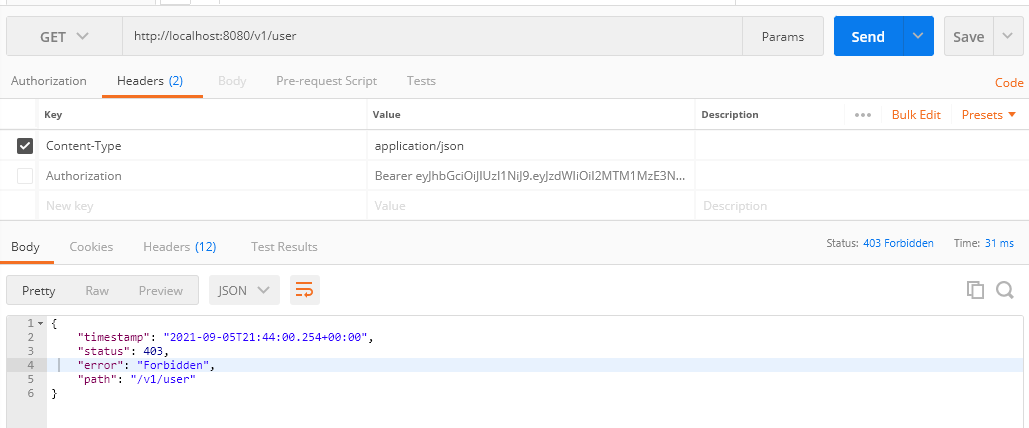 GET http://localhost:8080/v1/user Params Send Save
Authorization Headers (2) Body Pre-request Script Tests Code
Key Value Description ••• Bulk Edit Presets
Content-Type application/json
Authorization Bearer eyJhbGciOiJIUzI1NiJ9.eyJzdWIiOiI2MTM1MzE3N...
New key Value Description
Body Cookies Headers (12) Test Results Status: 403 Forbidden Time: 31 ms
Pretty Raw Preview JSON
1 {
2 "timestamp": "2021-09-05T21:44:00.254+00:00",
3 "status": 403,
4 "error": "Forbidden",
5 "path": "/v1/user"
6 }